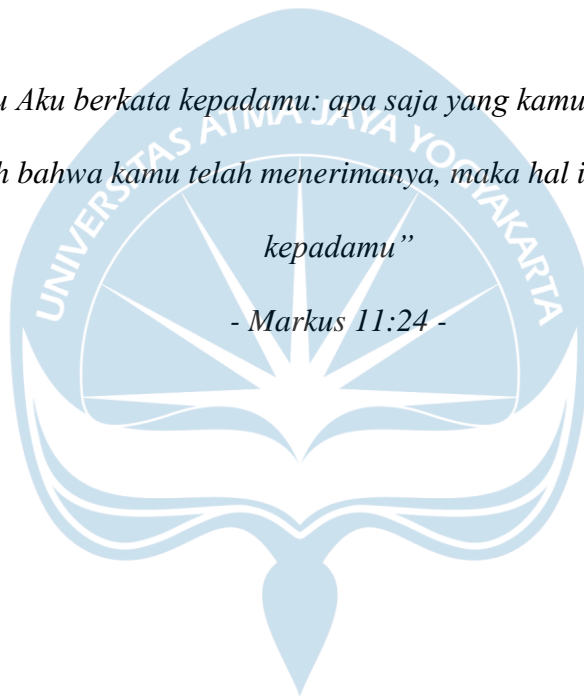 u Aku berkata kepadamu: apa saja yang kamu
h bahwa kamu telah menerimanya, maka hal i
kepadamu”
- Markus 11:24 -
UNIVERSITAS ATMA JAYA YOGYAKARTA